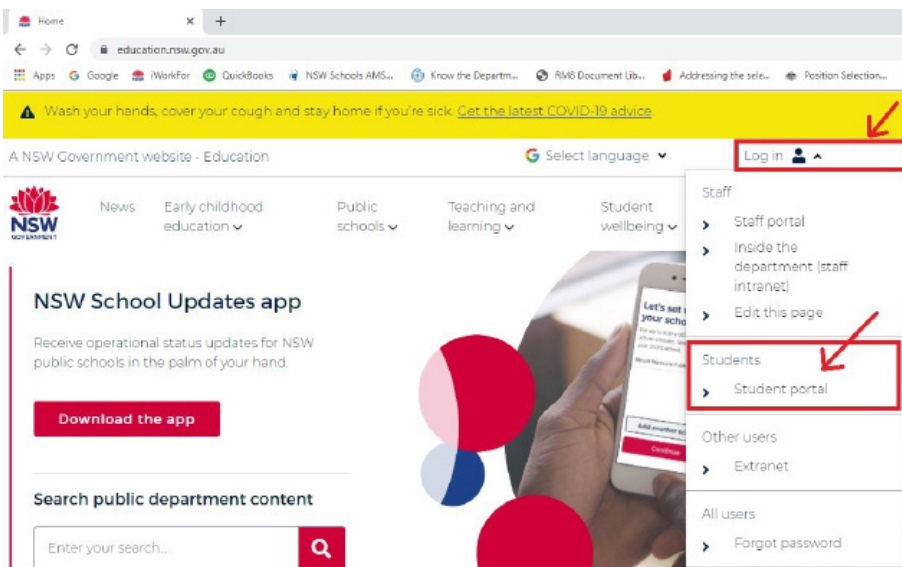 Home
education.nsw.gov.au
Apps Google iWorkFor QuickBooks NSW Schools AMS... Know the Departm... RM8 Document Lib... Addressing the sele... Position Selection...
Wash your hands, cover your cough and stay home if you're sick. Get the latest COVID-19 advice
A NSW Government website - Education
Select language
Log in
NSW
GOVERNMENT
News
Early childhood
education
Public
schools
Teaching and
learning
Student
wellbeing
Staff
Staff portal
Inside the
department (staff
intranet)
Edit this page
Students
Student portal
Other users
Extranet
All users
Forgot password
NSW School Updates app
Receive operational status updates for NSW
public schools in the palm of your hand.
Download the app
Search public department content
Enter your search...
Let's set
your scho
Add another sc
Continue